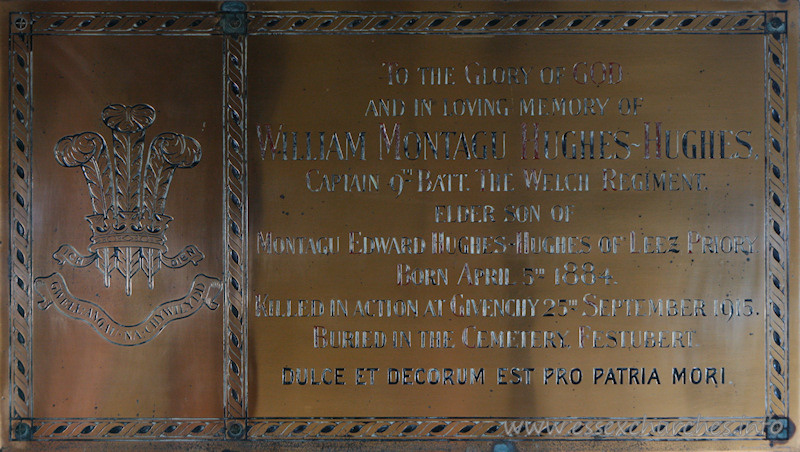 ICH DIEN
GWELL ANGAU NA CHYWILYDD
TO THE GLORY OF GOD
AND IN LOVING MEMORY OF
WILLIAM MONTAGU HUGHES~HUGHES.
CAPTAIN 9TH BATT. THE WELCH REGIMENT.
ELDER SON OF
MONTAGU EDWARD HUGHES~HUGHES OF LEEZ PRIORY
BORN APRIL 5TH 1884.
KILLED IN ACTION AT GIVENCHY 25TH SEPTEMBER 1915.
BURIED IN THE CEMETERY, FESTUBERT.
DULCE ET DECORUM EST PRO PATRIA MORI.
www.essexchurches.info